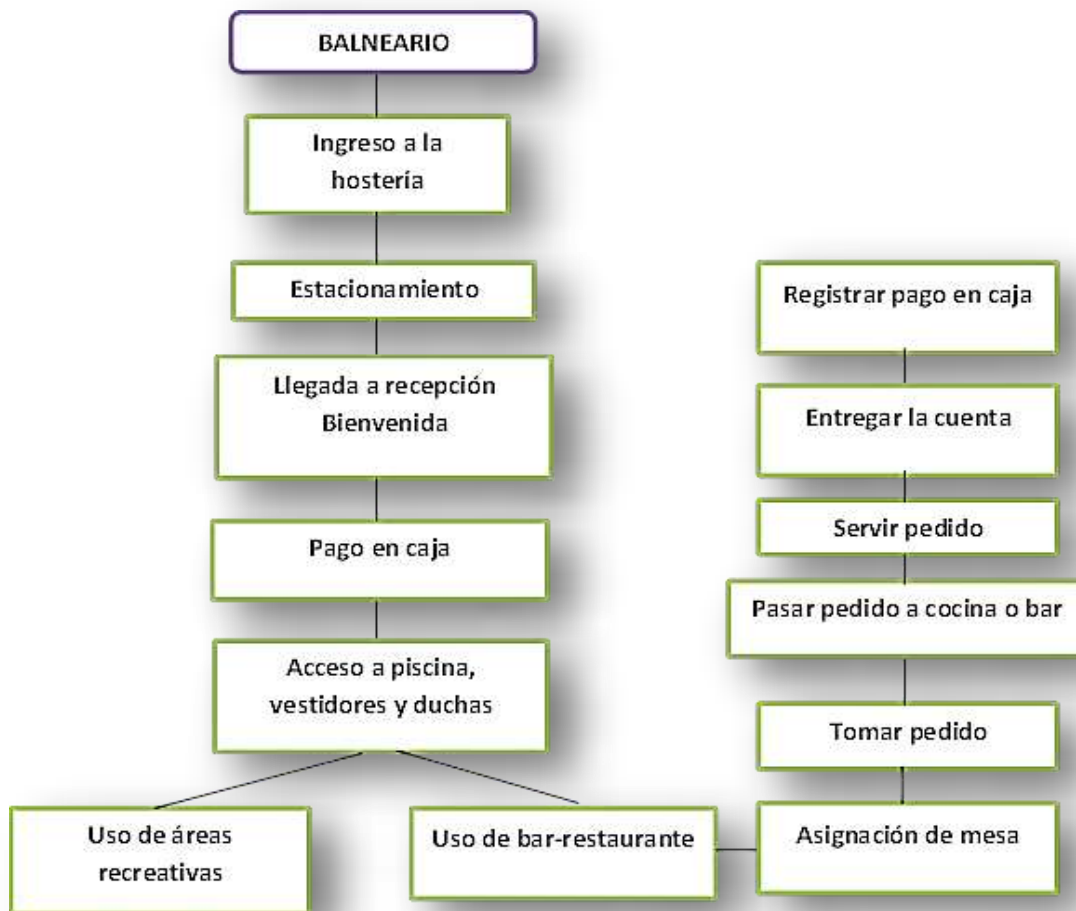 BALNEARIO
Ingreso a la
hostería
Estacionamiento
Llegada a recepción
Bienvenida
Pago en caja
Acceso a piscina,
vestidores y duchas
Uso de áreas
recreativas
Uso de bar-restaurante
Asignación de mesa
Tomar pedido
Pasar pedido a cocina o bar
Servir pedido
Entregar la cuenta
Registrar pago en caja